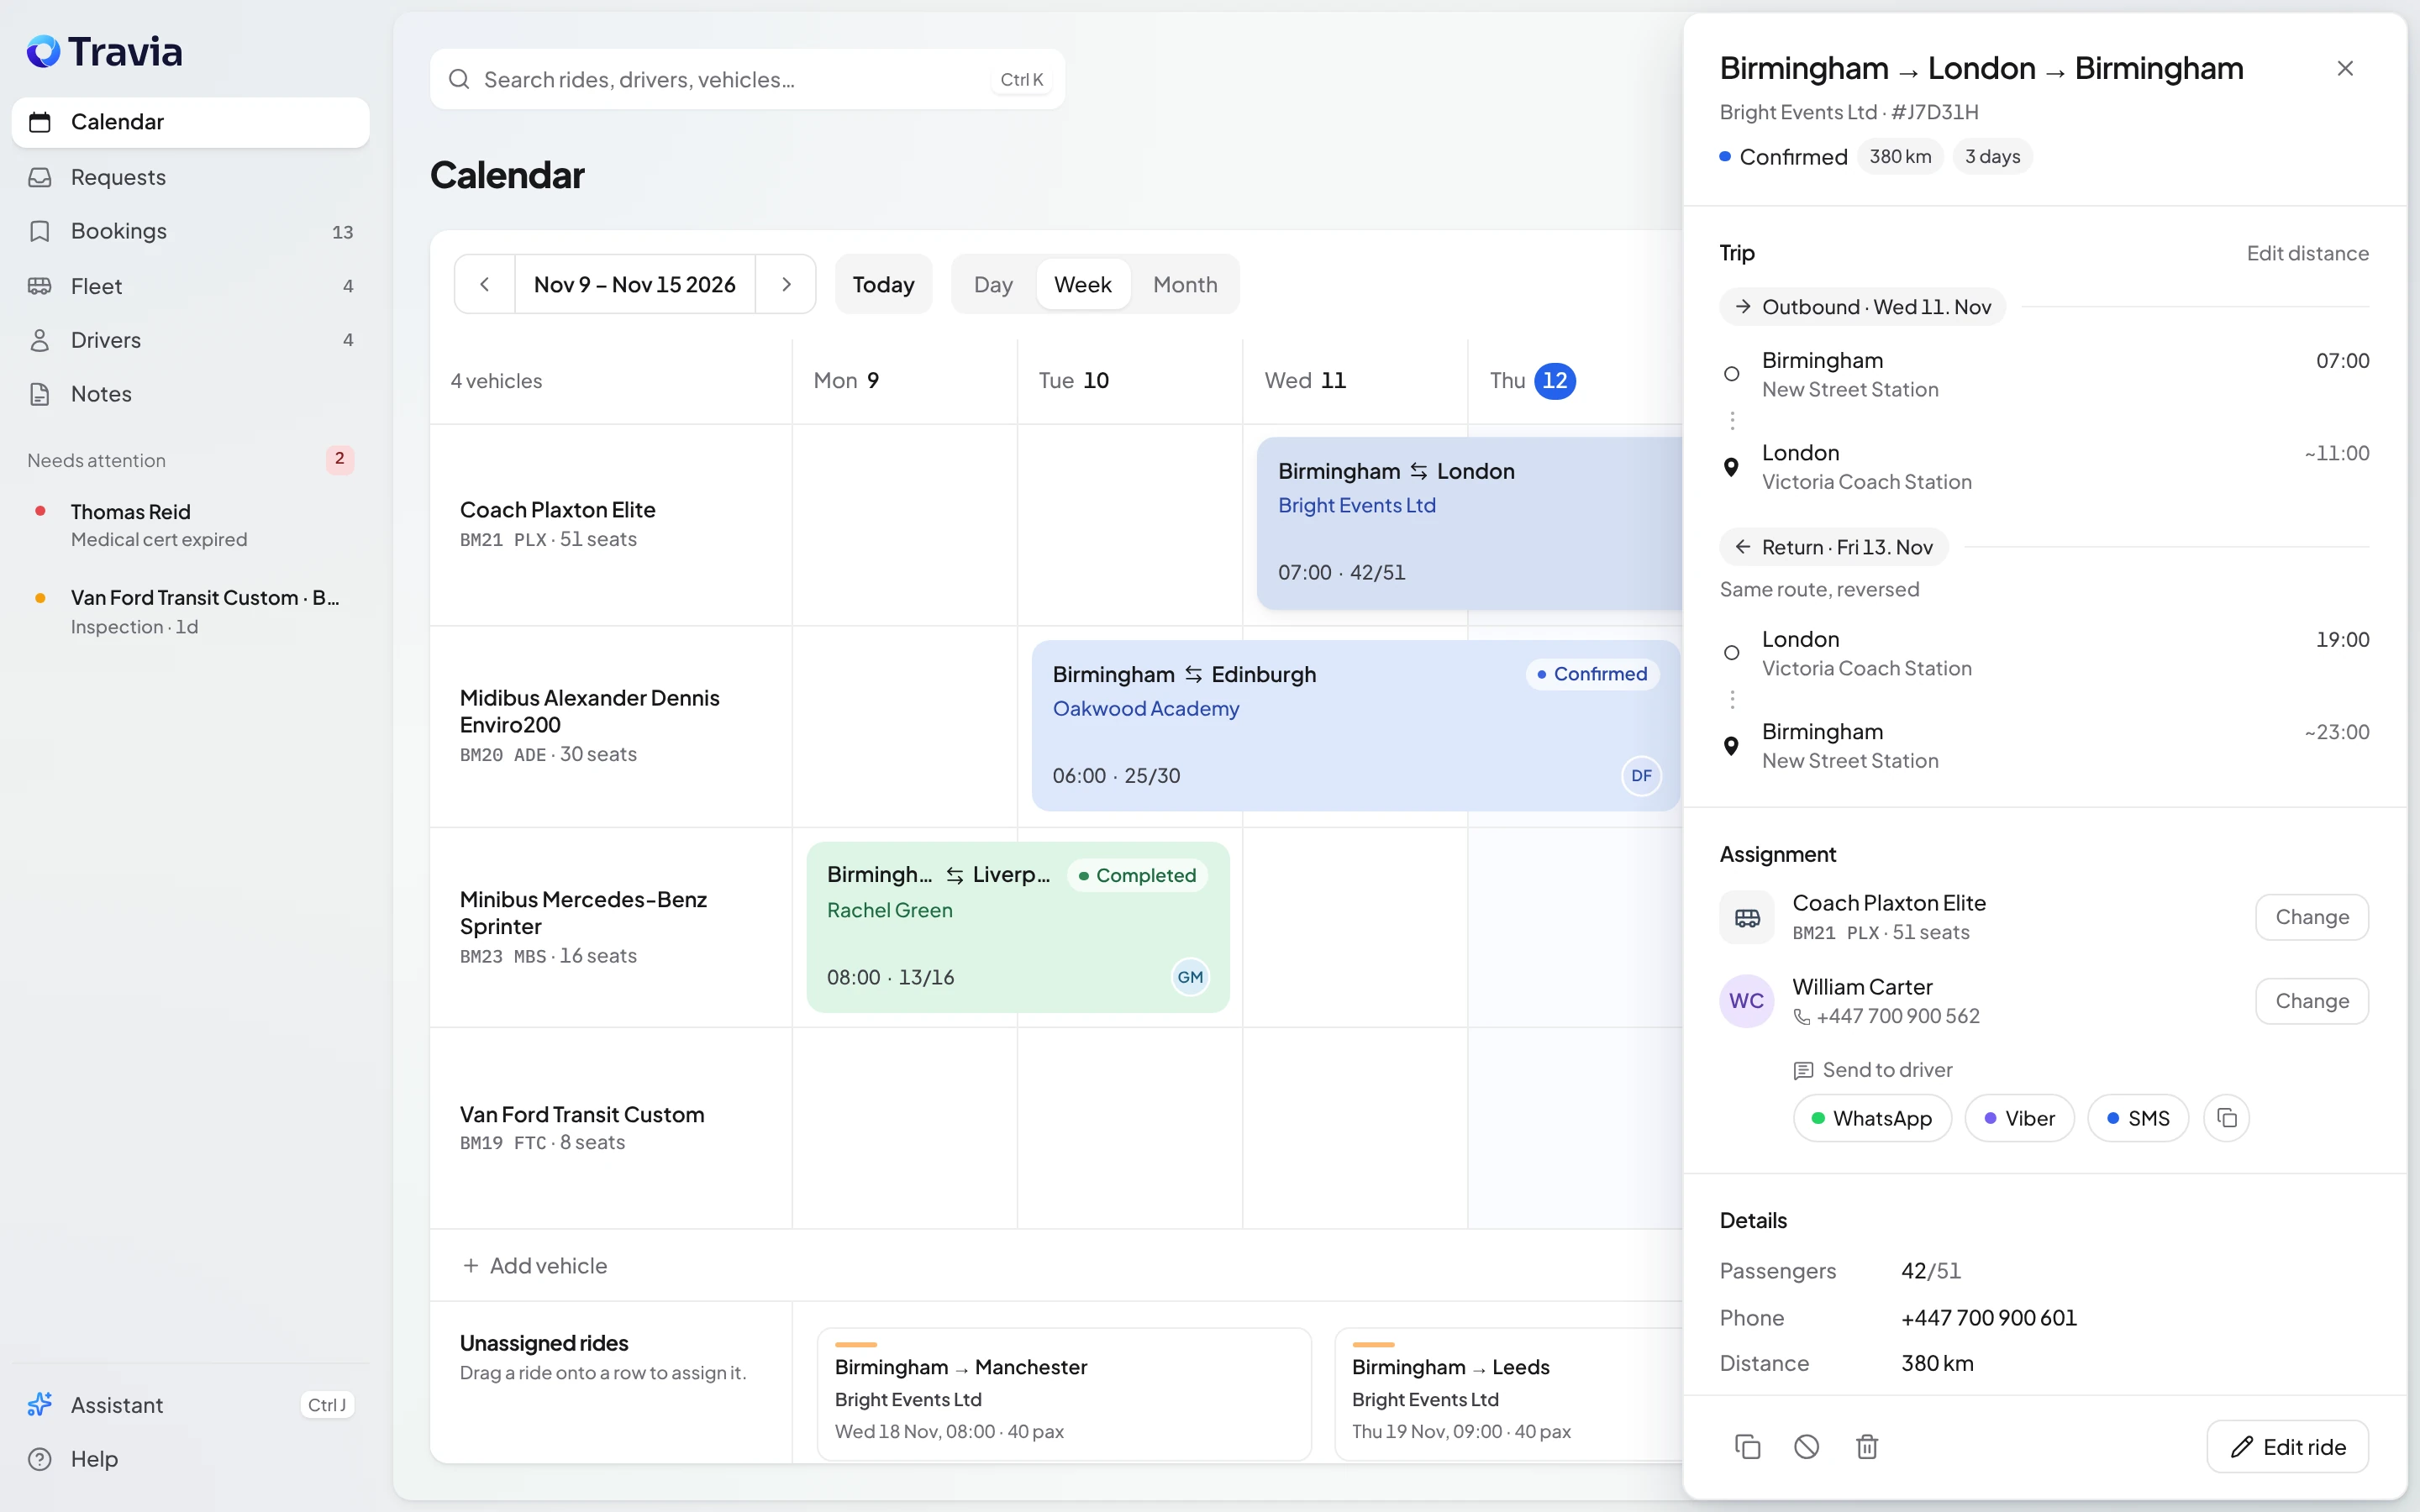 Travia
Calendar
Requests
Bookings 13
Fleet 4
Drivers 4
Notes
Needs attention 2
Thomas Reid
Medical cert expired
Van Ford Transit Custom · B…
Inspection · 1d
Assistant Ctrl J
Help
Search rides, drivers, vehicles… Ctrl K
Calendar
Nov 9 – Nov 15 2026
Today
Day Week Month
4 vehicles
Mon 9
Tue 10
Wed 11
Thu 12
Coach Plaxton Elite
BM21 PLX · 51 seats
Birmingham ⇆ London
Bright Events Ltd
07:00 · 42/51
Midibus Alexander Dennis
Enviro200
BM20 ADE · 30 seats
Birmingham ⇆ Edinburgh
Confirmed
Oakwood Academy
06:00 · 25/30
DF
Minibus Mercedes-Benz
Sprinter
BM23 MBS · 16 seats
Birmingh… ⇆ Liverp…
Completed
Rachel Green
08:00 · 13/16
GM
Van Ford Transit Custom
BM19 FTC · 8 seats
+ Add vehicle
Unassigned rides
Drag a ride onto a row to assign it.
Birmingham → Manchester
Bright Events Ltd
Wed 18 Nov, 08:00 · 40 pax
Birmingham → Leeds
Bright Events Ltd
Thu 19 Nov, 09:00 · 40 pax
Birmingham → London → Birmingham
Bright Events Ltd · #J7D31H
Confirmed 380 km 3 days
Trip Edit distance
→ Outbound · Wed 11. Nov
Birmingham 07:00
New Street Station
London ~11:00
Victoria Coach Station
← Return · Fri 13. Nov
Same route, reversed
London 19:00
Victoria Coach Station
Birmingham ~23:00
New Street Station
Assignment
Coach Plaxton Elite
BM21 PLX · 51 seats
Change
WC
William Carter
+447 700 900 562
Change
Send to driver
WhatsApp Viber SMS
Details
Passengers 42/51
Phone +447 700 900 601
Distance 380 km
Edit ride